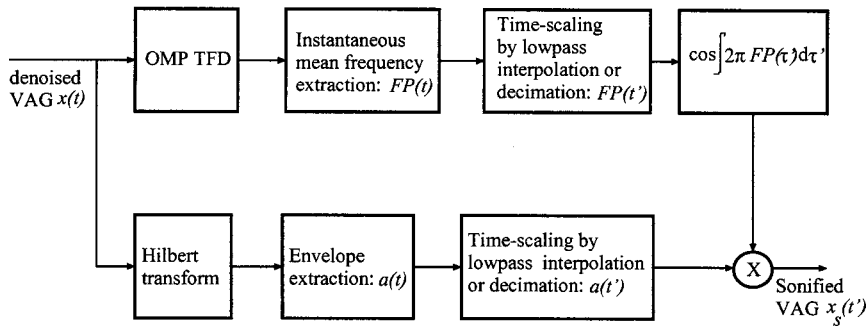 denoised
VAG x(t)
OMP TFD
Instantaneous
mean frequency
extraction: FP(t)
Time-scaling
by lowpass
interpolation or
decimation: FP(t')
cos∫2π FP(τ')dτ'
Hilbert
transform
Envelope
extraction: a(t)
Time-scaling by
lowpass interpolation
or decimation: a(t')
X
Sonified
VAG x_s(t')